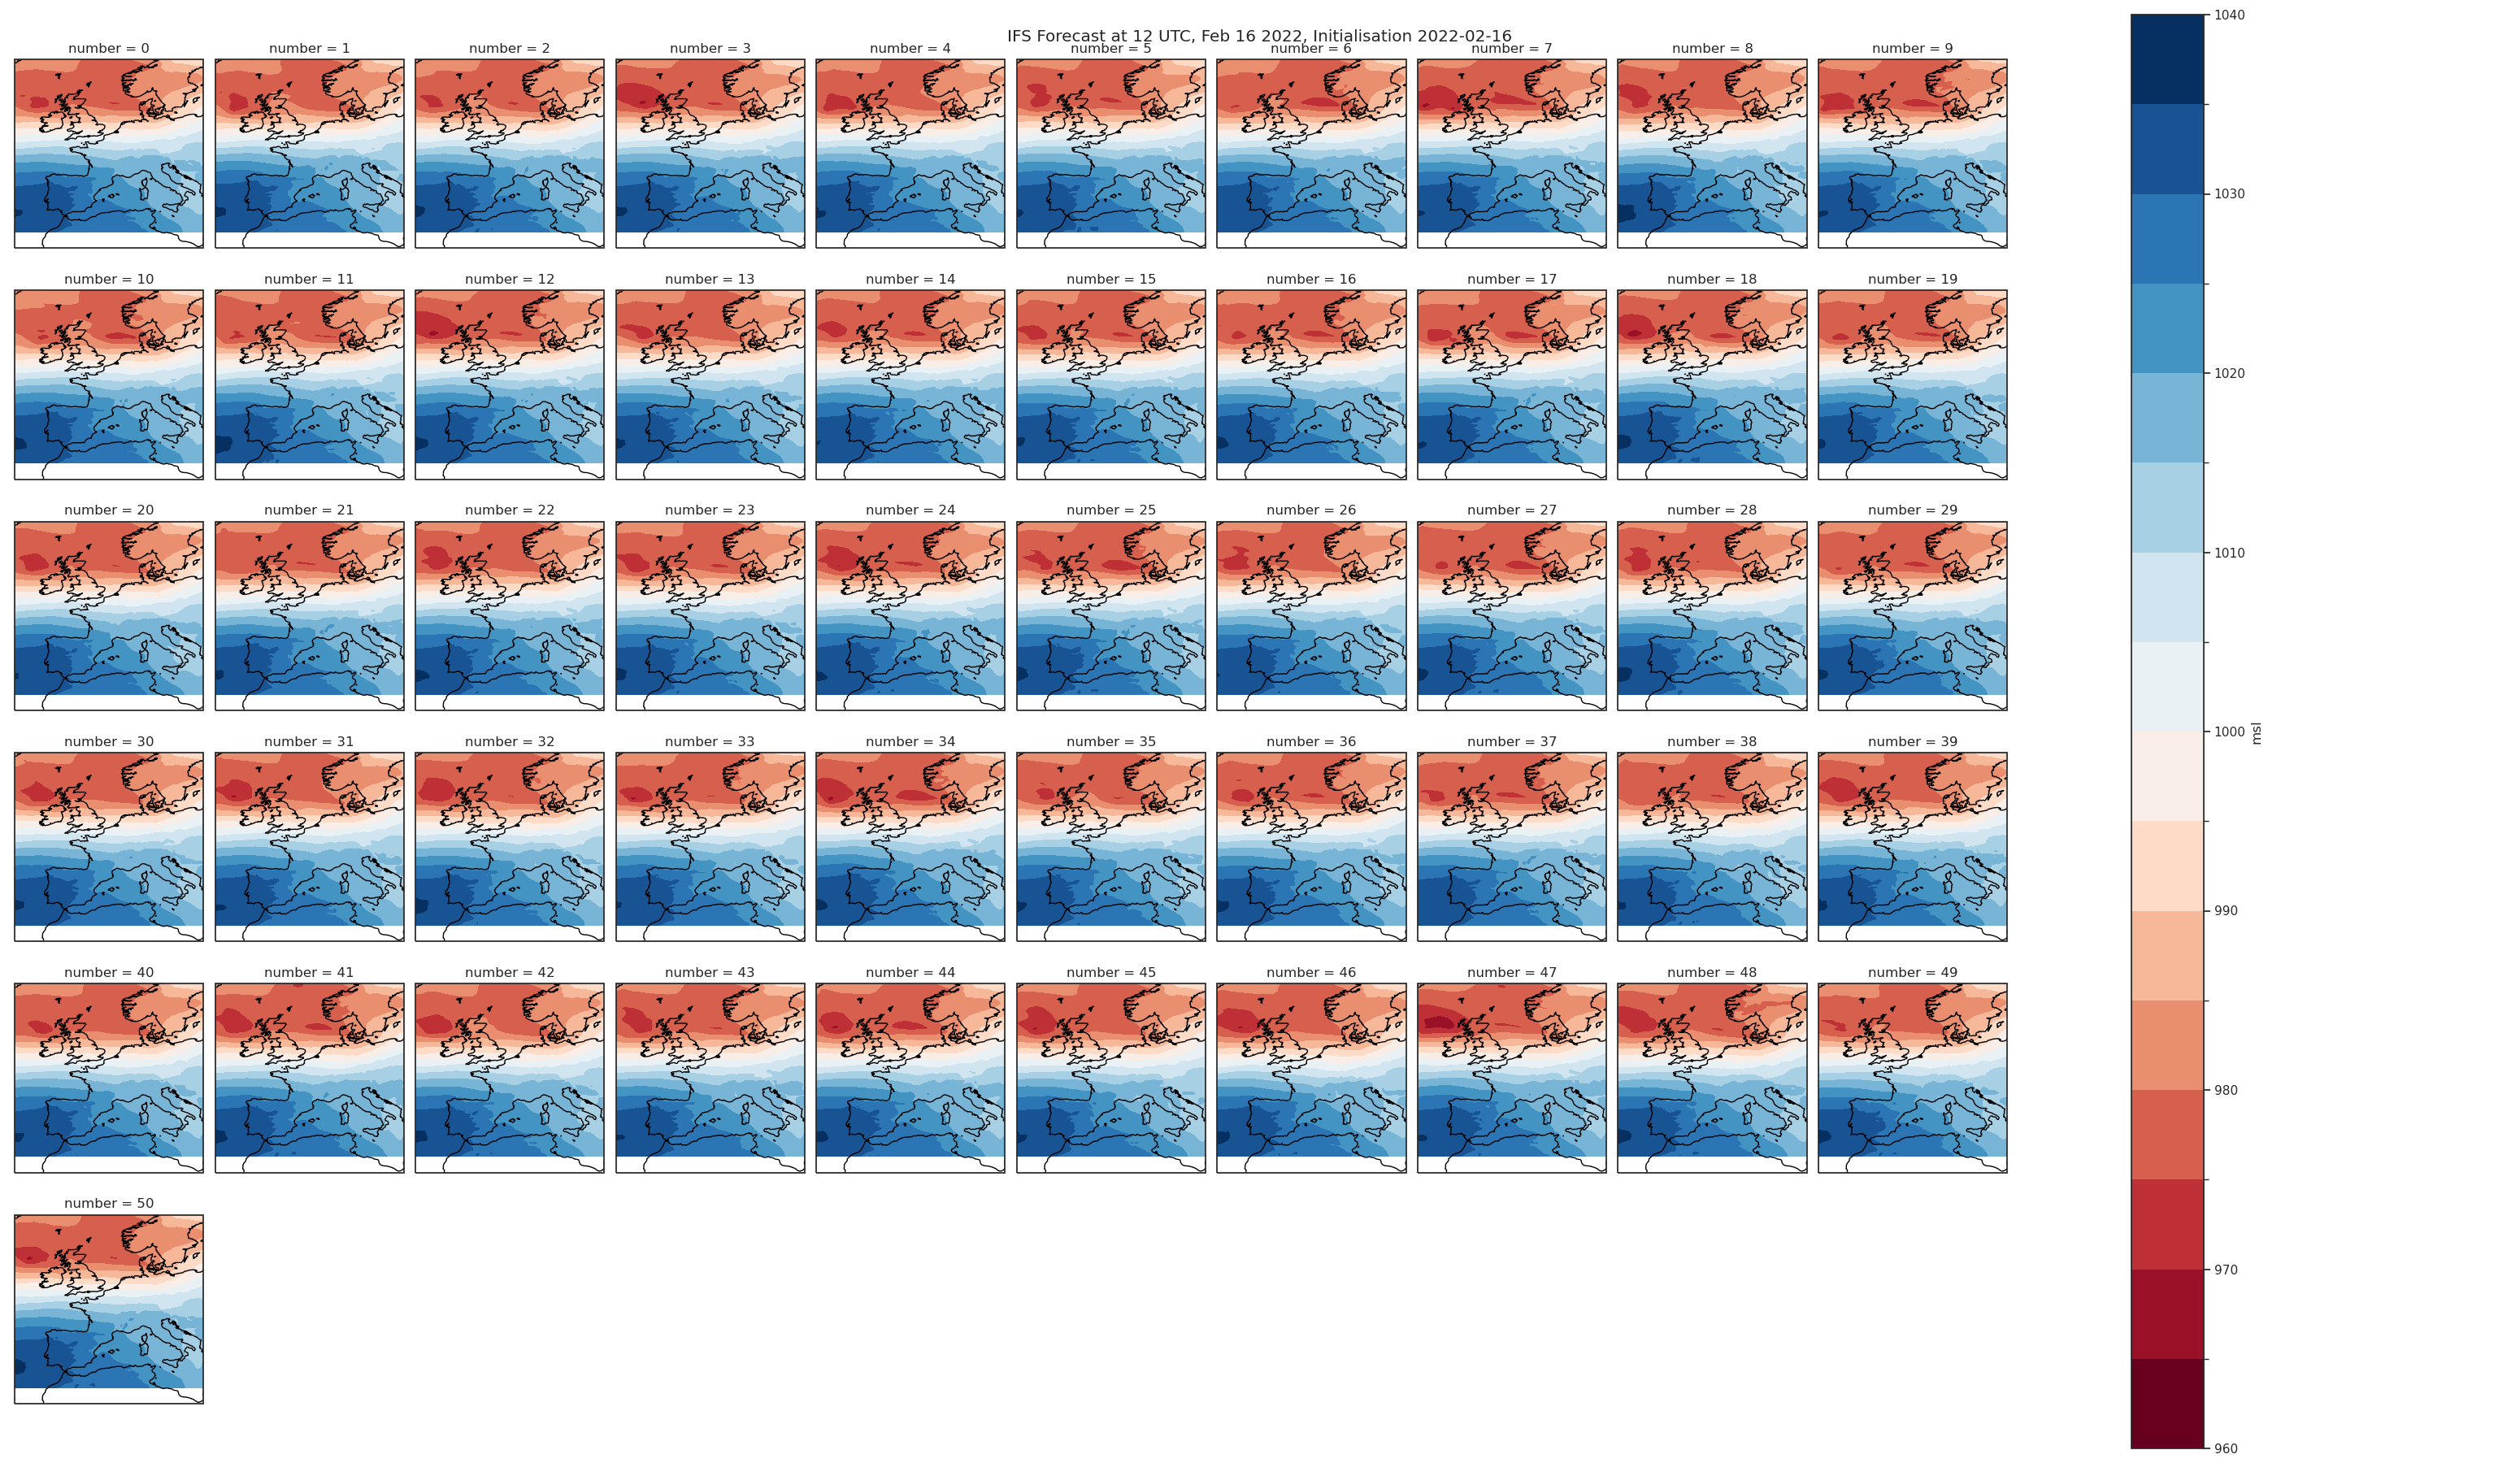 IFS Forecast at 12 UTC, Feb 16 2022, Initialisation 2022-02-16
number = 0
number = 1
number = 2
number = 3
number = 4
number = 5
number = 6
number = 7
number = 8
number = 9
number = 10
number = 11
number = 12
number = 13
number = 14
number = 15
number = 16
number = 17
number = 18
number = 19
number = 20
number = 21
number = 22
number = 23
number = 24
number = 25
number = 26
number = 27
number = 28
number = 29
number = 30
number = 31
number = 32
number = 33
number = 34
number = 35
number = 36
number = 37
number = 38
number = 39
number = 40
number = 41
number = 42
number = 43
number = 44
number = 45
number = 46
number = 47
number = 48
number = 49
number = 50
1040
1030
1020
1010
1000
990
980
970
960
msl